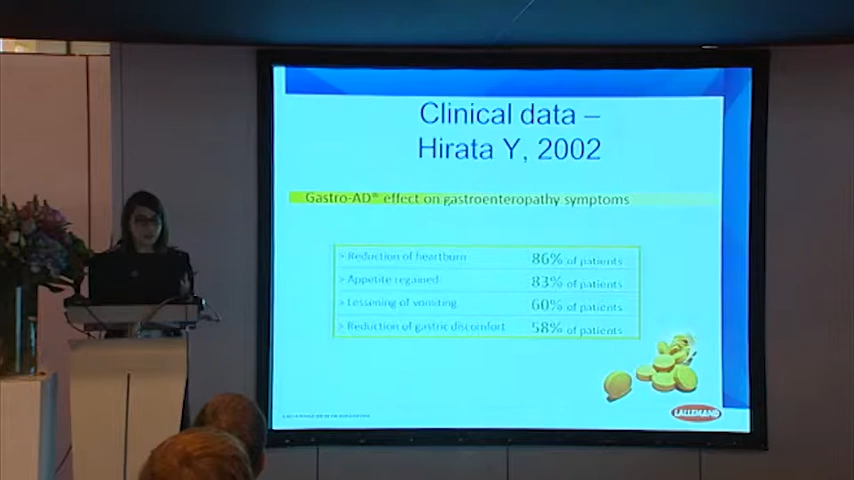 Clinical data –
Hirata Y, 2002
Gastro-AD® effect on gastroenteropathy symptoms
> Reduction of heartburn 86% of patients
> Appetite regained 83% of patients
> Lessening of vomiting 60% of patients
> Reduction of gastric discomfort 58% of patients
LALLEMAND